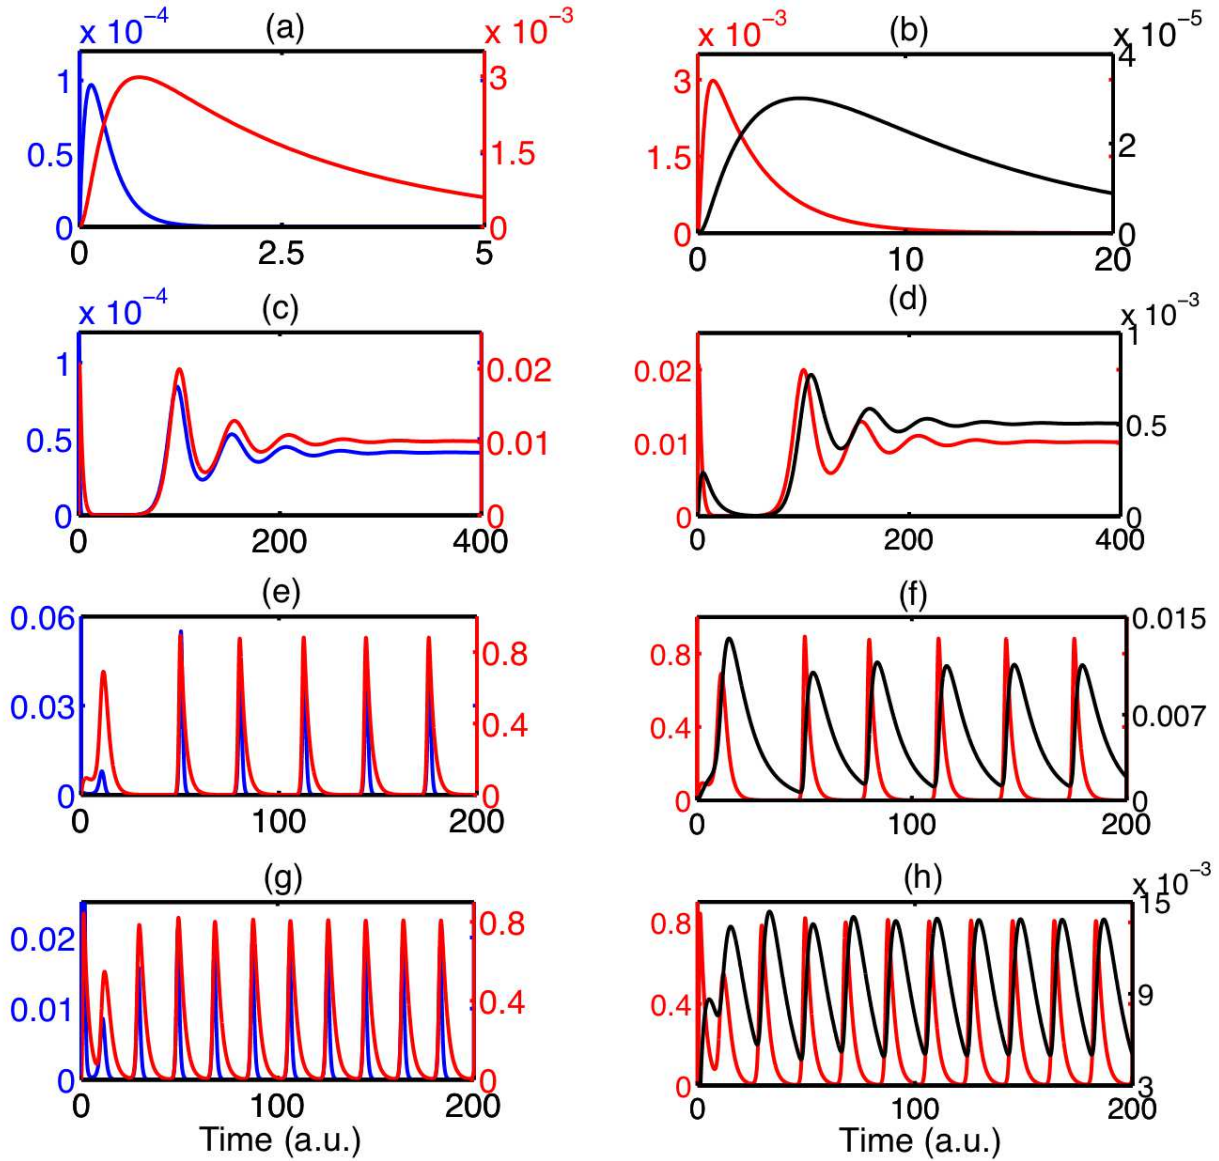 x 10⁻⁴ (a) x 10⁻³
1 3
0.5 1.5
0 0
0 2.5 5
x 10⁻³ (b) x 10⁻⁵
3 4
1.5 2
0 0
0 10 20
x 10⁻⁴ (c)
1 0.02
0.5 0.01
0 0
0 200 400
(d) x 10⁻³
0.02 1
0.01 0.5
0 0
0 200 400
(e)
0.06 0.8
0.03 0.4
0 0
0 100 200
(f)
0.8 0.015
0.4 0.007
0 0
0 100 200
(g)
0.02 0.8
0.01 0.4
0 0
0 100 200
Time (a.u.)
(h) x 10⁻³
0.8 15
0.4 9
0 3
0 100 200
Time (a.u.)